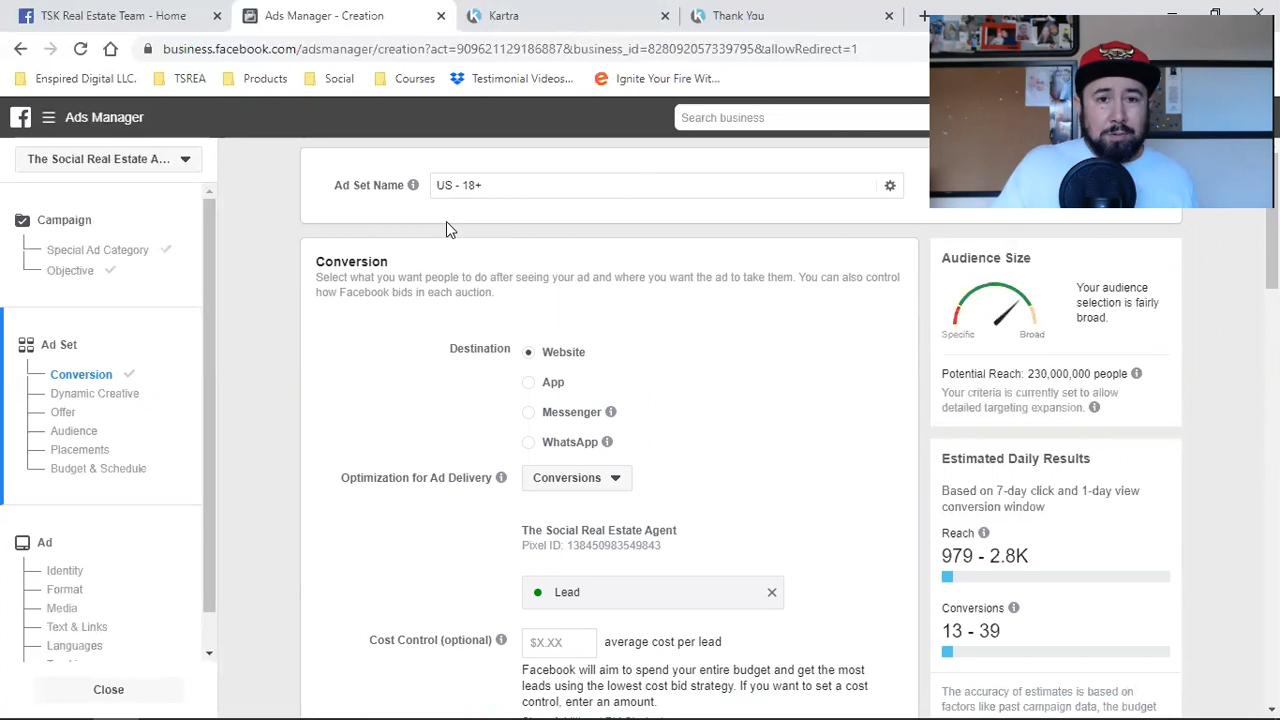 TSK Real Estate Team - Home
Ads Manager - Creation
Kartra
Thank You
business.facebook.com/adsmanager/creation?act=909621129186887&business_id=828092057339795&allowRedirect=1
Enspired Digital LLC.
TSREA
Products
Social
Courses
Testimonial Videos...
Ignite Your Fire Wit...
Ads Manager
Search business
The Social Real Estate A...
Campaign
Special Ad Category
Objective
Ad Set
Conversion
Dynamic Creative
Offer
Audience
Placements
Budget & Schedule
Ad
Identity
Format
Media
Text & Links
Languages
Close
Ad Set Name
US - 18+
Conversion
Select what you want people to do after seeing your ad and where you want the ad to take them. You can also control
how Facebook bids in each auction.
Destination
Website
App
Messenger
WhatsApp
Optimization for Ad Delivery
Conversions
The Social Real Estate Agent
Pixel ID: 138450983549843
Lead
Cost Control (optional)
$X.XX
average cost per lead
Facebook will aim to spend your entire budget and get the most
leads using the lowest cost bid strategy. If you want to set a cost
control, enter an amount.
Audience Size
Specific
Broad
Your audience
selection is fairly
broad.
Potential Reach: 230,000,000 people
Your criteria is currently set to allow
detailed targeting expansion.
Estimated Daily Results
Based on 7-day click and 1-day view
conversion window
Reach
979 - 2.8K
Conversions
13 - 39
The accuracy of estimates is based on
factors like past campaign data, the budget